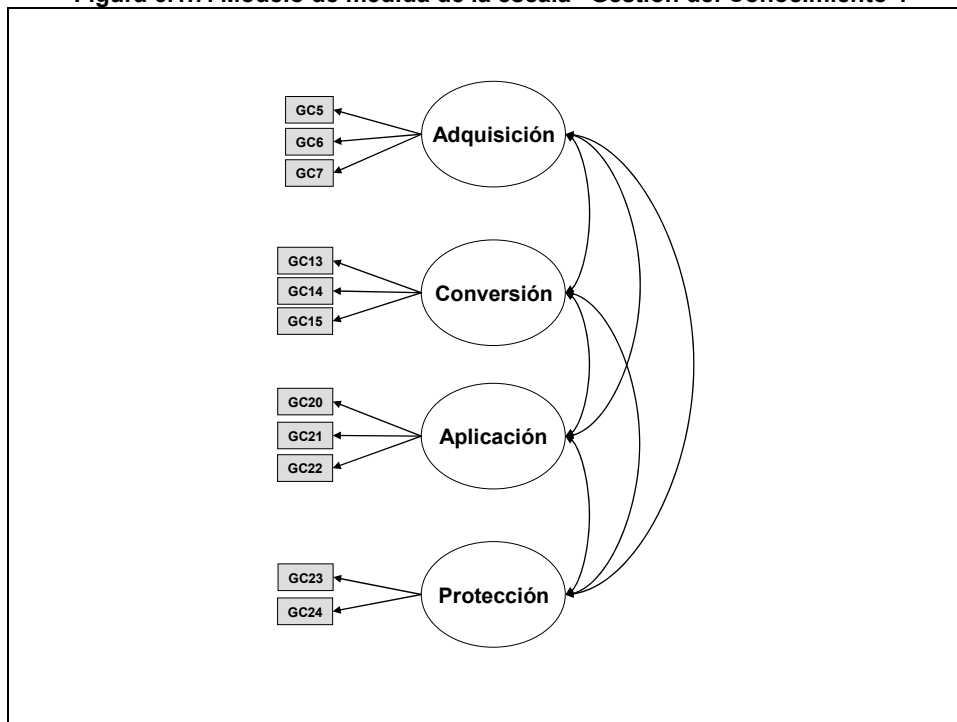 Modelo de medida de la escala "Gestión del Conocimiento".
GC5
GC6
GC7
Adquisición
GC13
GC14
GC15
Conversión
GC20
GC21
GC22
Aplicación
GC23
GC24
Protección